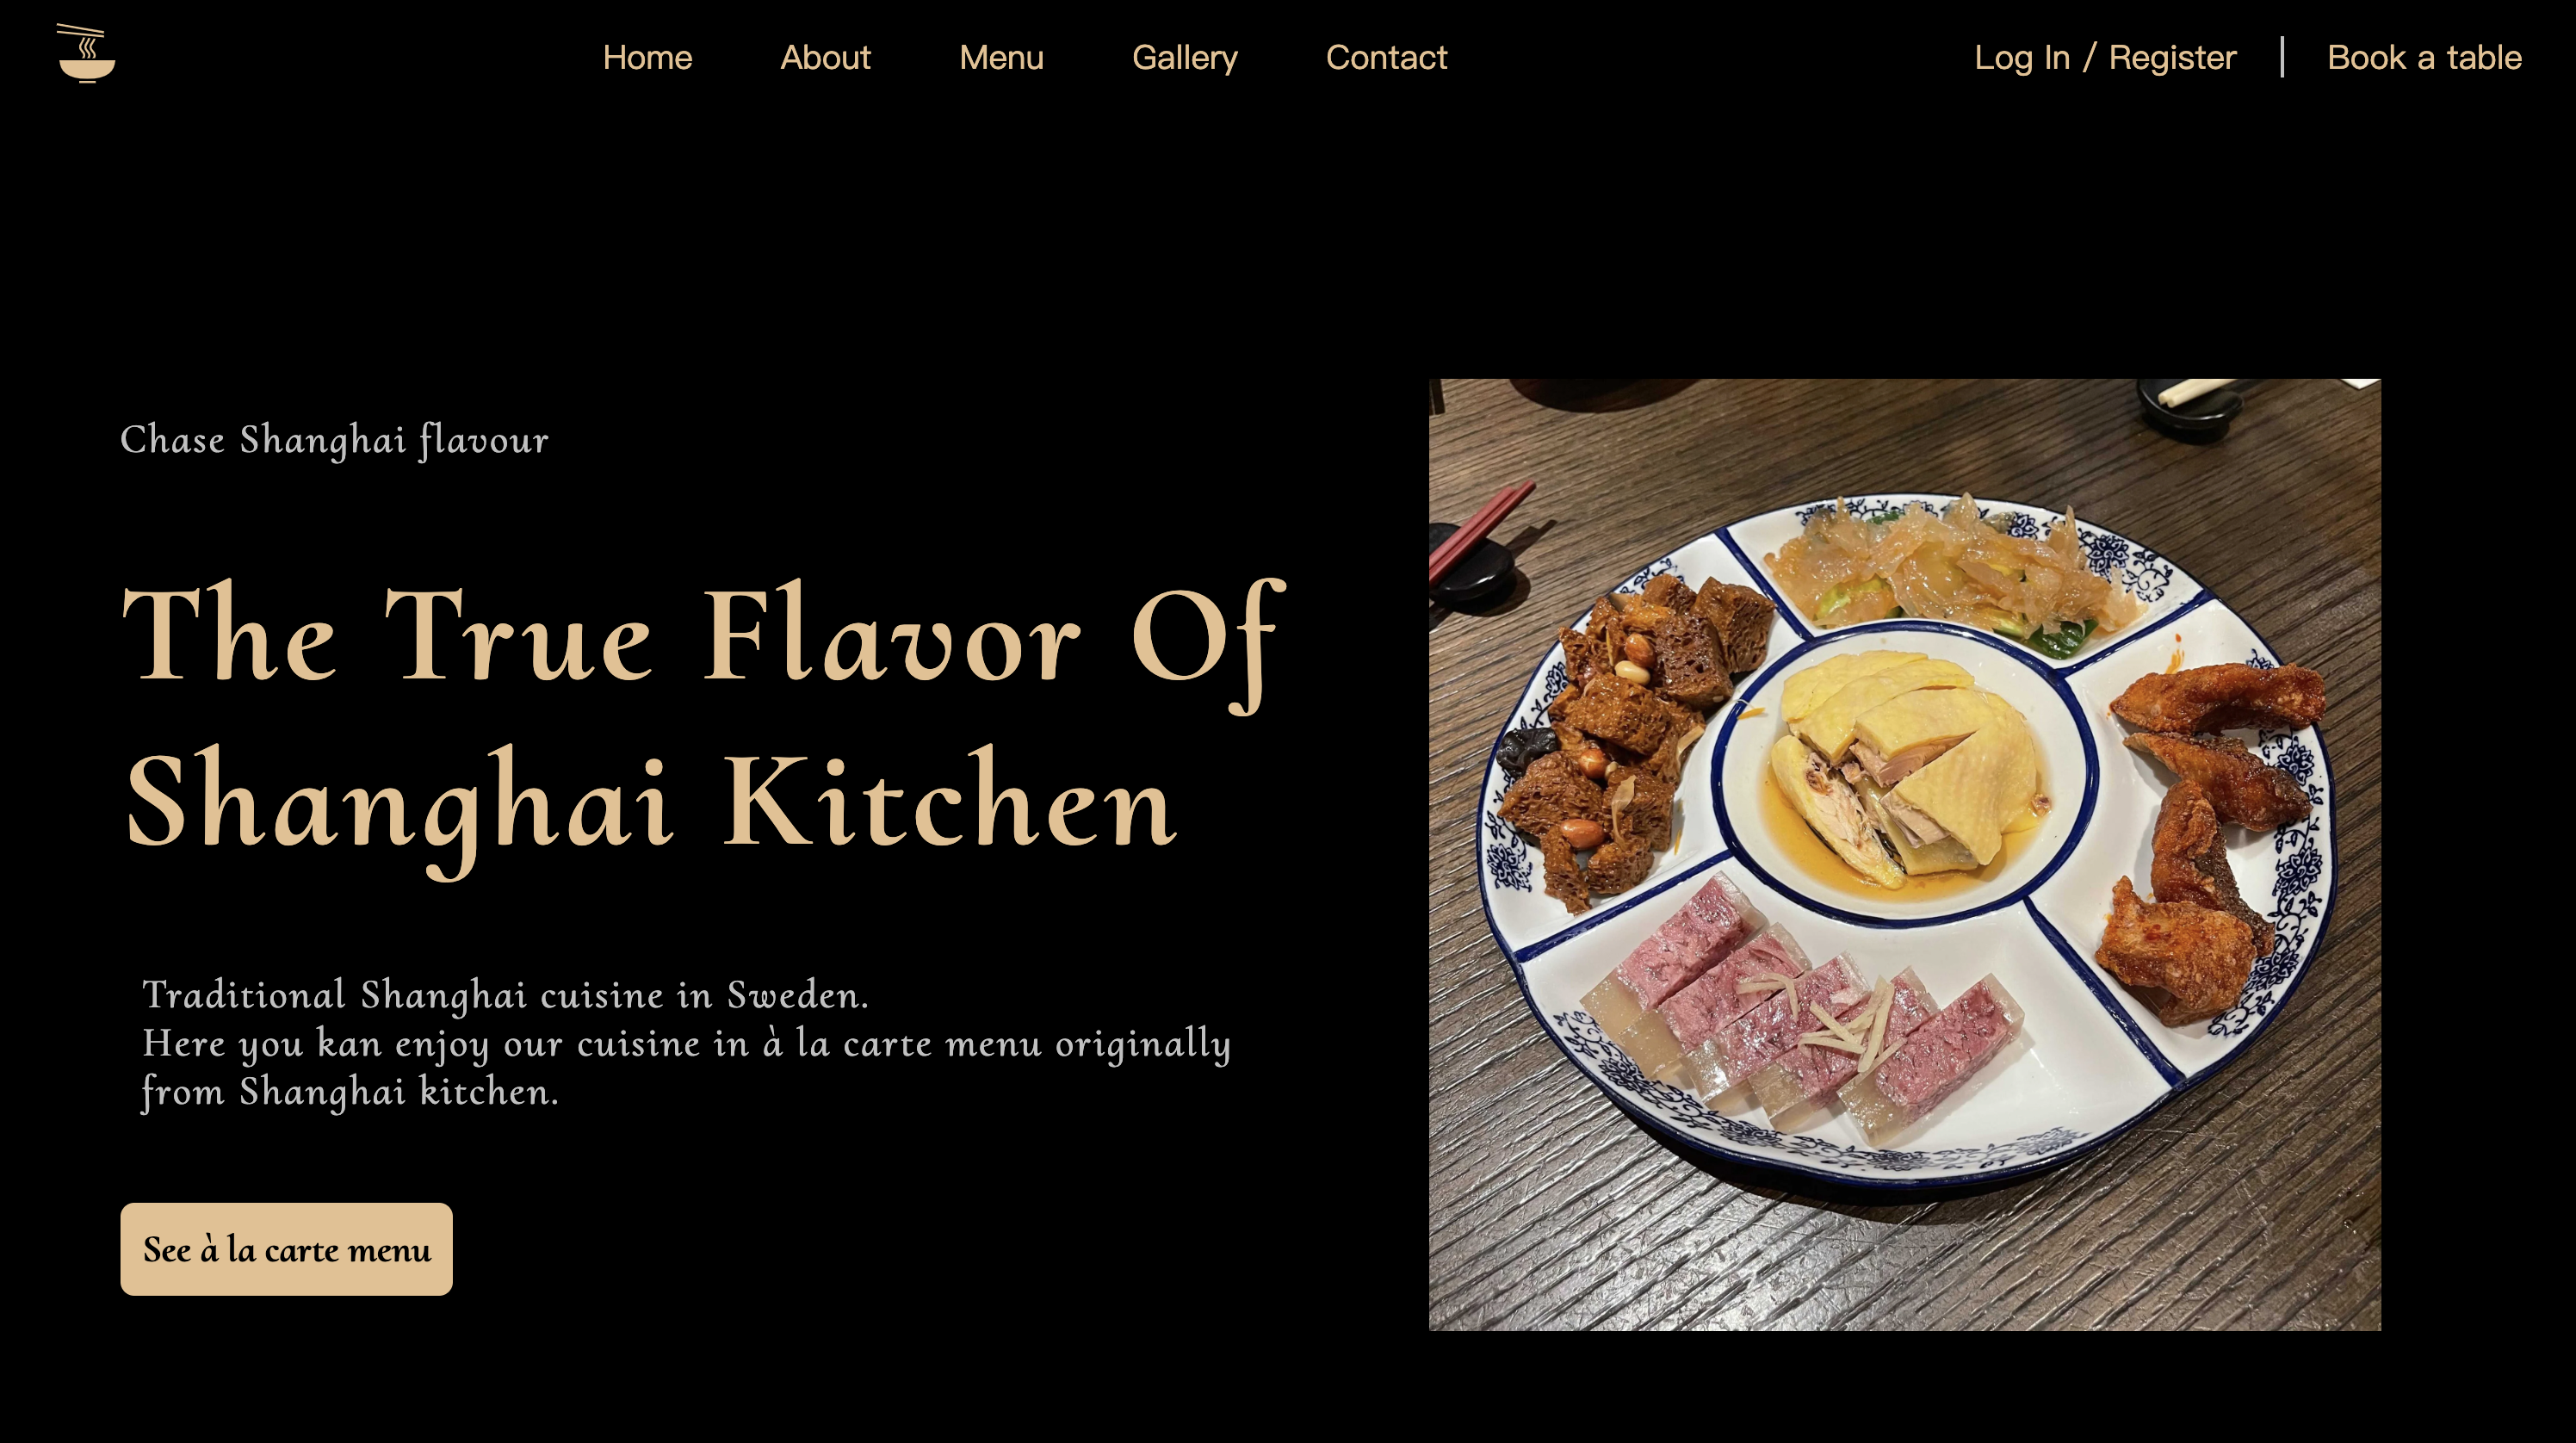 Home About Menu Gallery Contact Log In / Register | Book a table
Chase Shanghai flavour
The True Flavor Of
Shanghai Kitchen
Traditional Shanghai cuisine in Sweden.
Here you kan enjoy our cuisine in à la carte menu originally
from Shanghai kitchen.
See à la carte menu